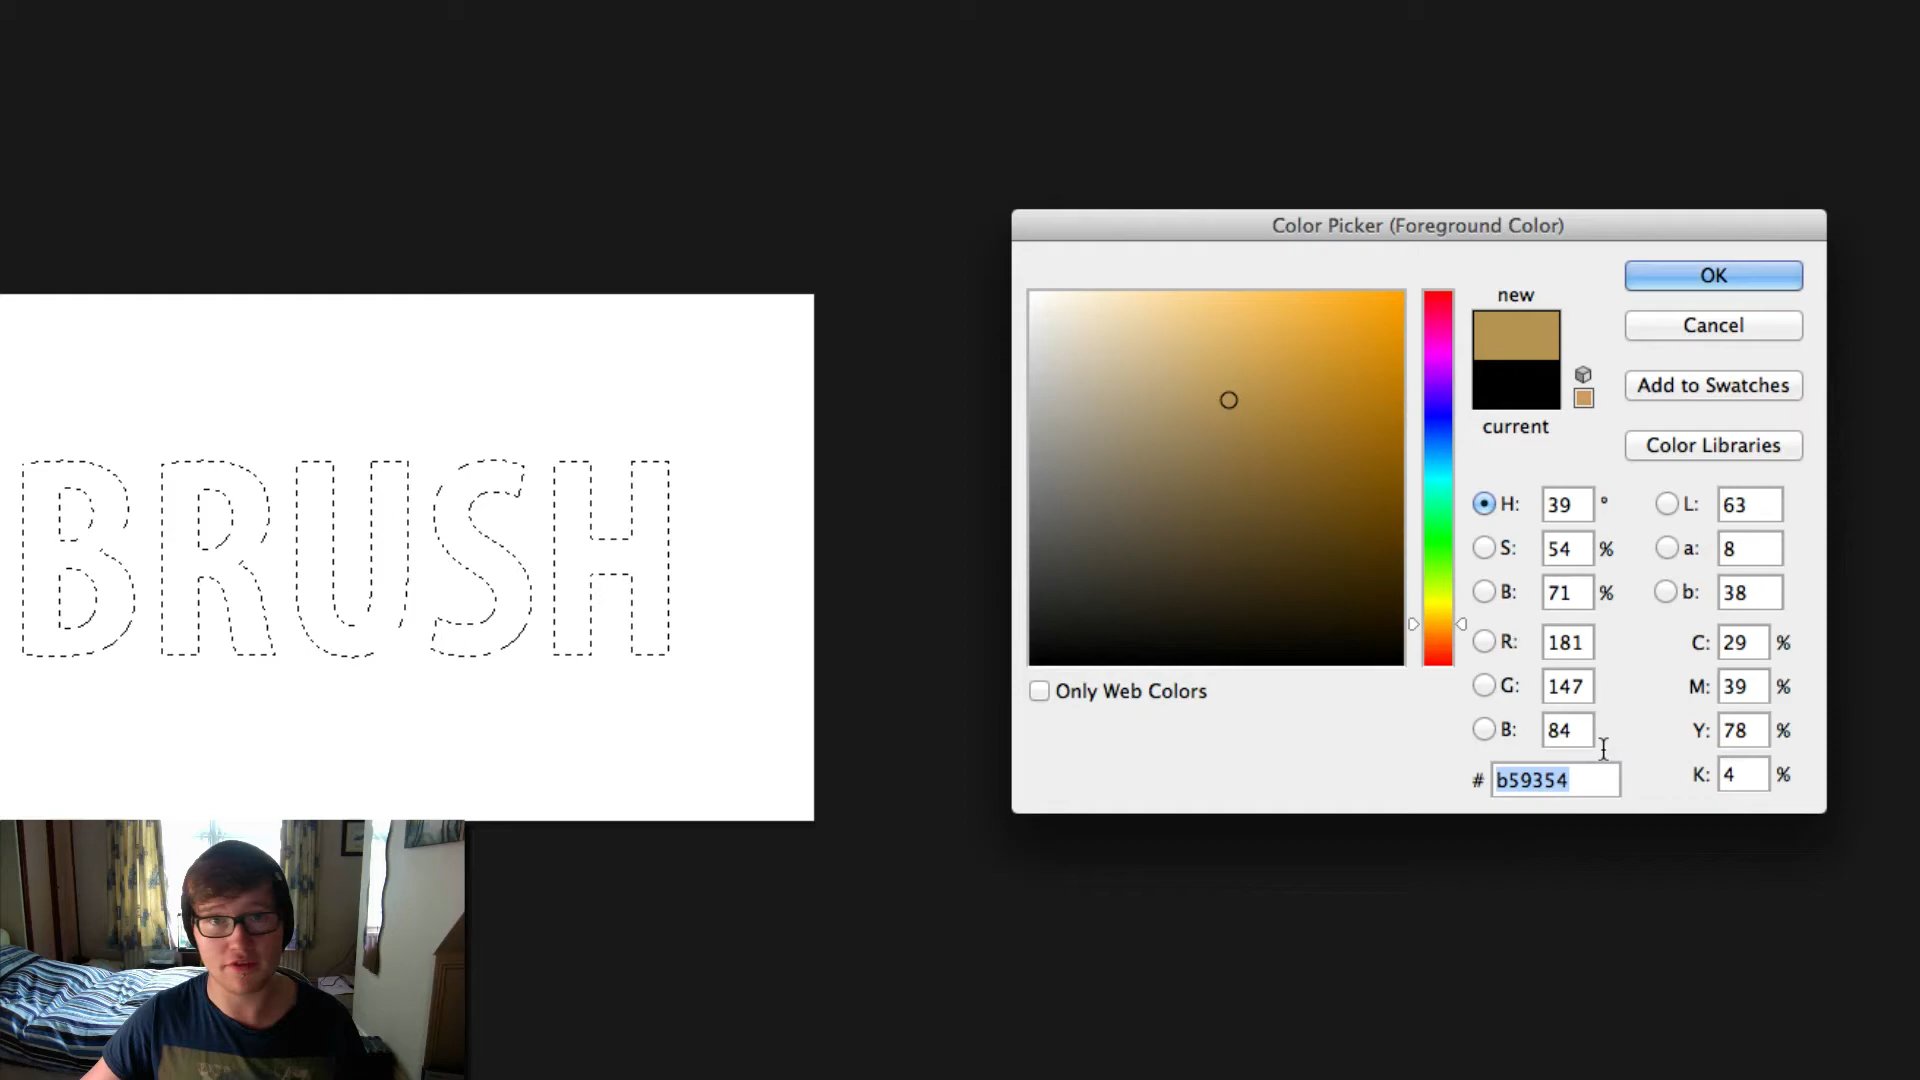 Color Picker (Foreground Color)
new
current
OK
Cancel
Add to Swatches
Color Libraries
H: 39 °
S: 54 %
B: 71 %
R: 181
G: 147
B: 84
# b59354
L: 63
a: 8
b: 38
C: 29 %
M: 39 %
Y: 78 %
K: 4 %
Only Web Colors
BRUSH